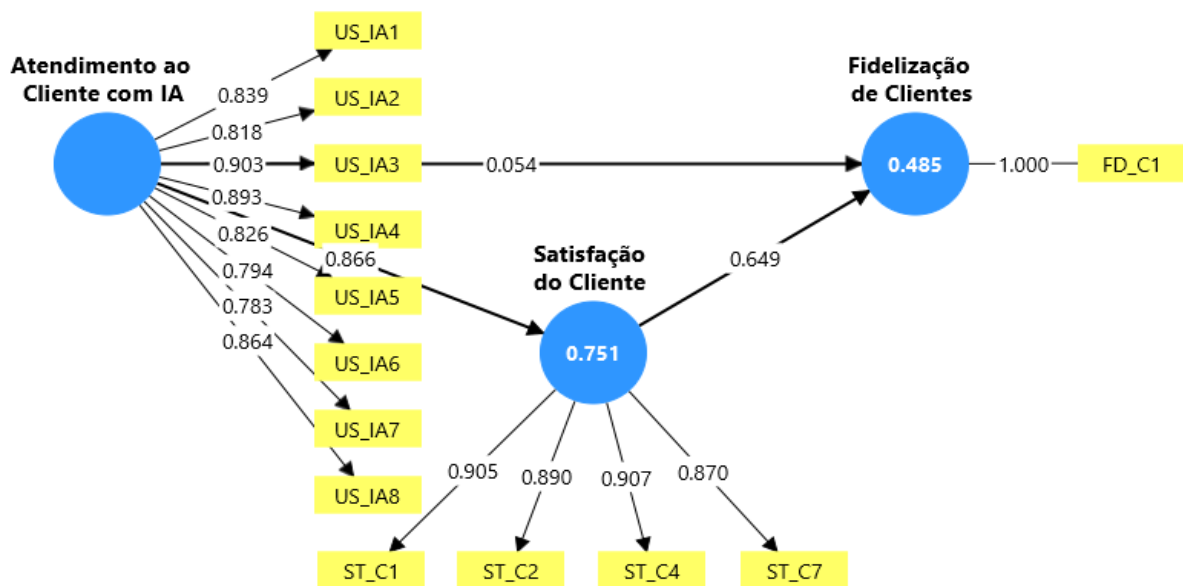 Atendimento ao
Cliente com IA
US_IA1
US_IA2
US_IA3
US_IA4
US_IA5
US_IA6
US_IA7
US_IA8
0.839
0.818
0.903
0.893
0.826
0.794
0.783
0.864
0.866
0.054
Fidelização
de Clientes
0.485
1.000
FD_C1
0.649
Satisfação
do Cliente
0.751
0.905
0.890
0.907
0.870
ST_C1
ST_C2
ST_C4
ST_C7